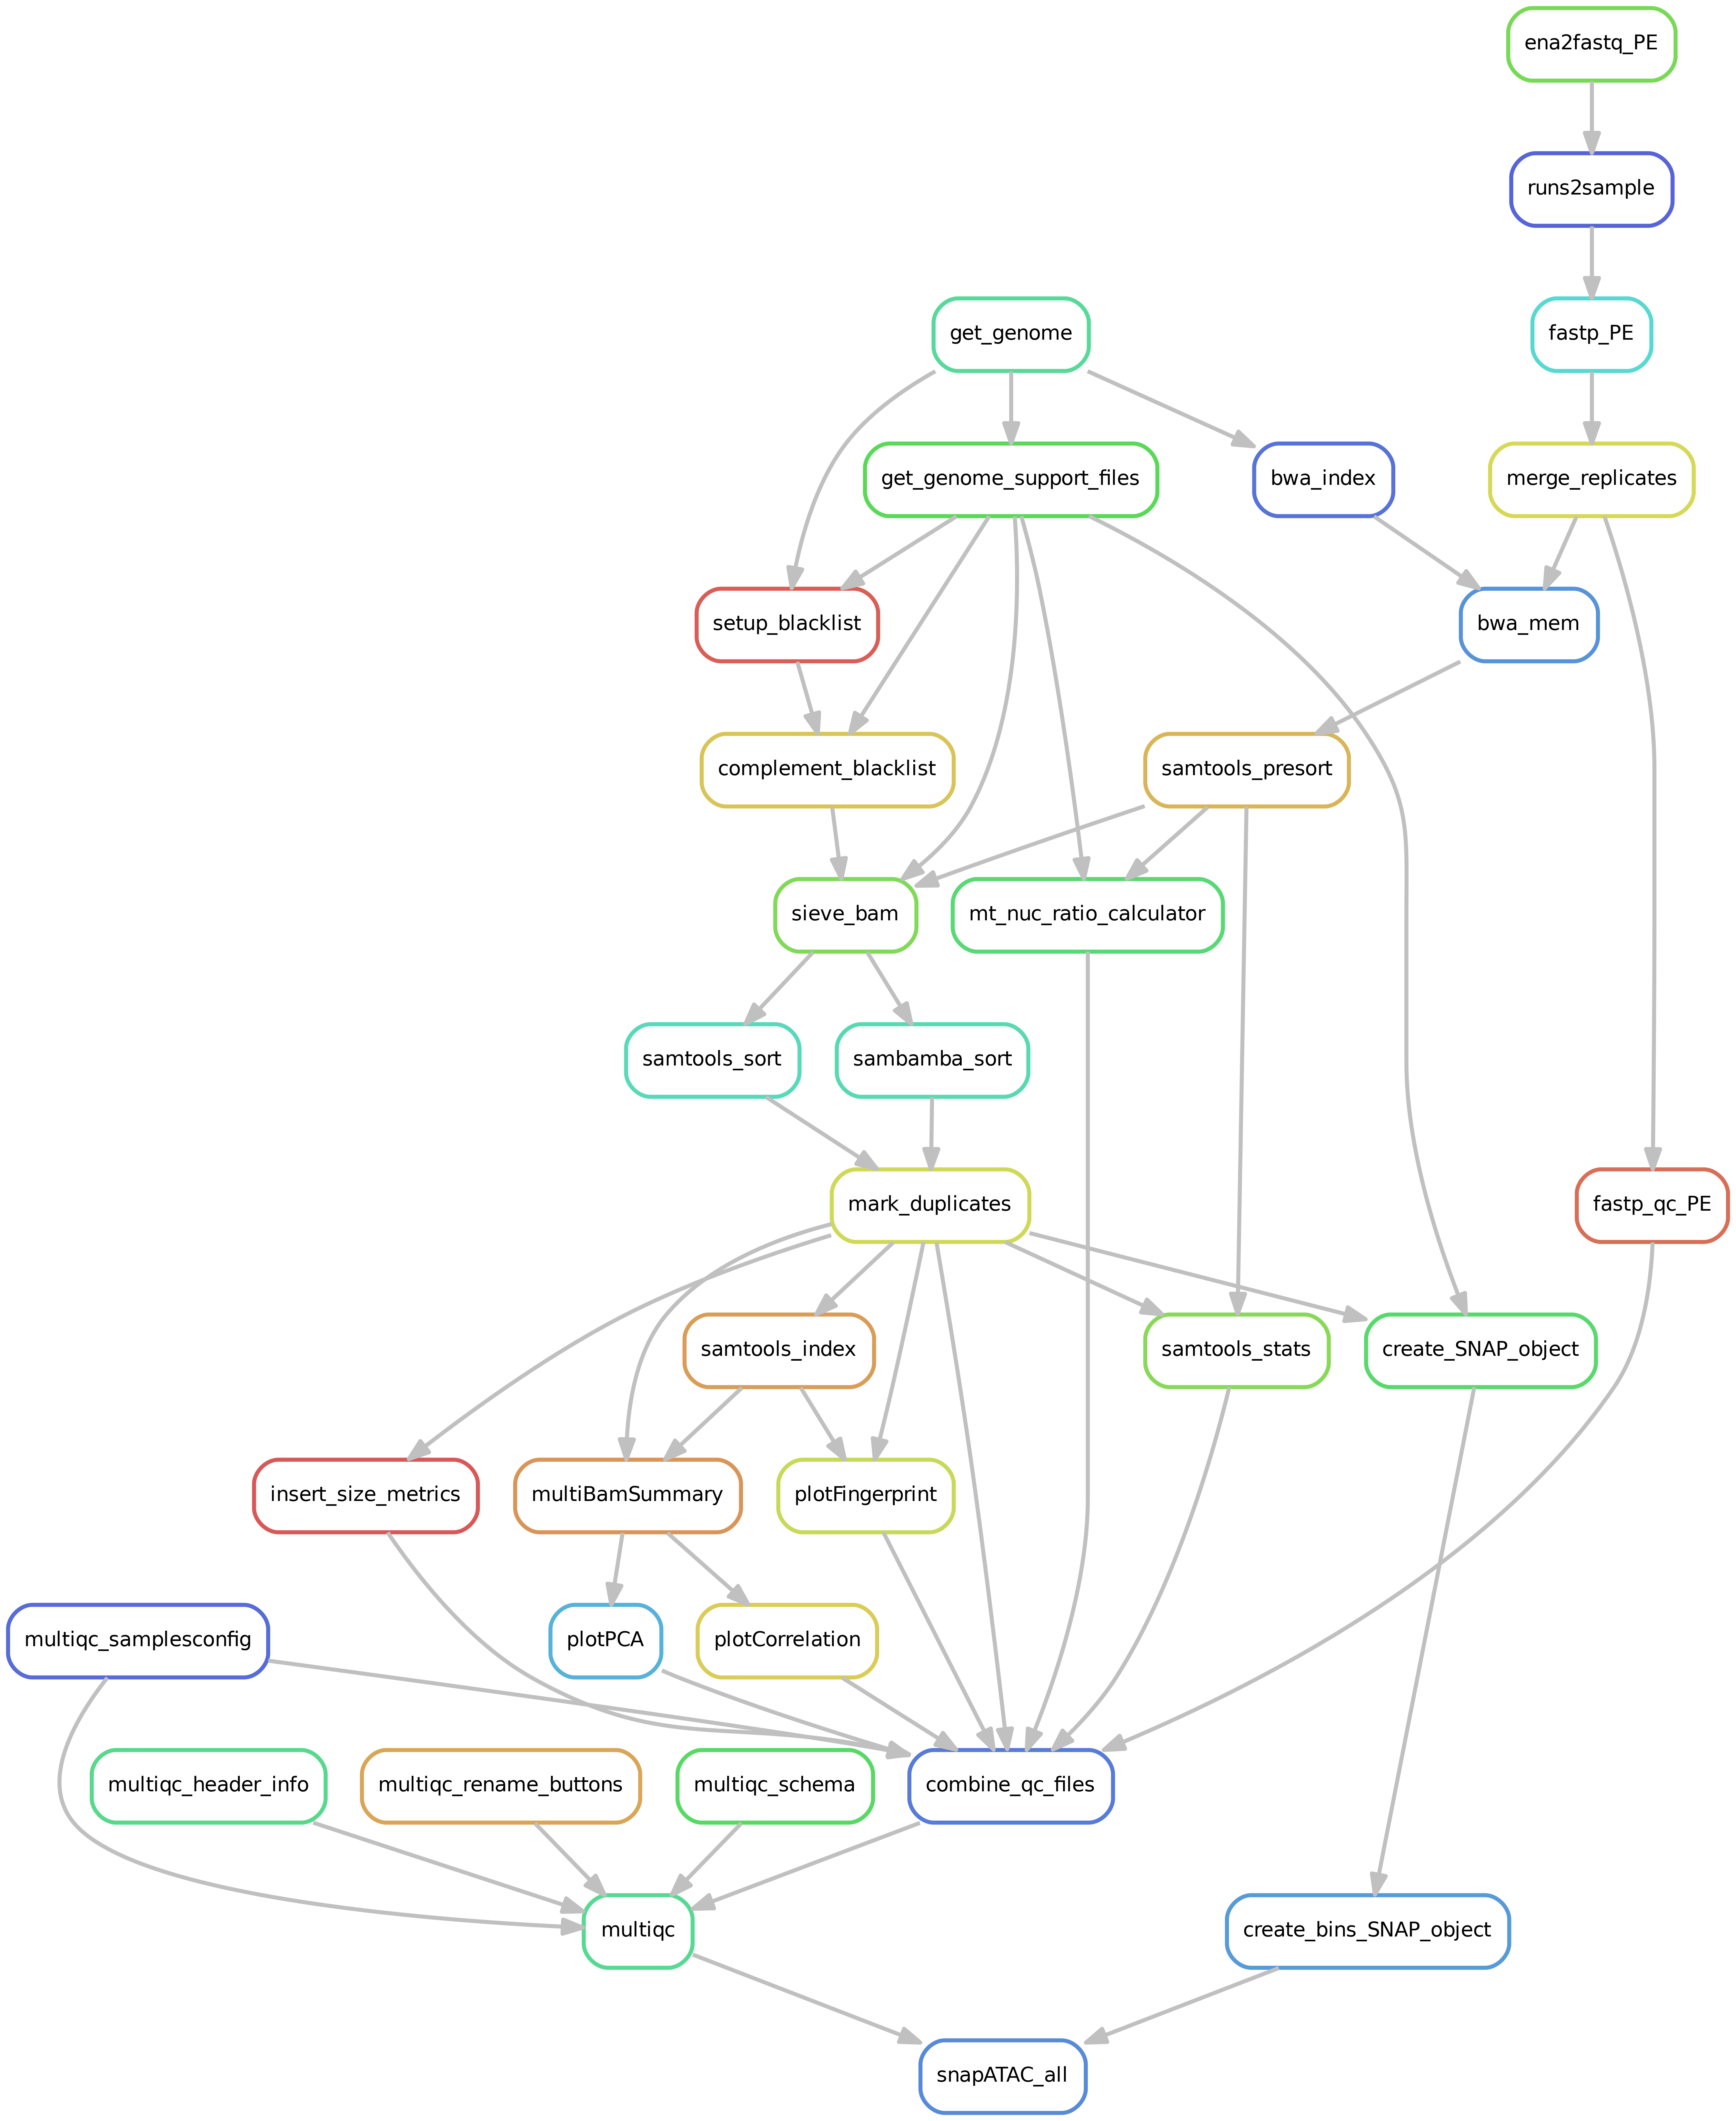 ena2fastq_PE
runs2sample
get_genome
fastp_PE
get_genome_support_files
bwa_index
merge_replicates
setup_blacklist
bwa_mem
complement_blacklist
samtools_presort
sieve_bam
mt_nuc_ratio_calculator
samtools_sort
sambamba_sort
mark_duplicates
fastp_qc_PE
samtools_index
samtools_stats
create_SNAP_object
insert_size_metrics
multiBamSummary
plotFingerprint
multiqc_samplesconfig
plotPCA
plotCorrelation
multiqc_header_info
multiqc_rename_buttons
multiqc_schema
combine_qc_files
multiqc
create_bins_SNAP_object
snapATAC_all